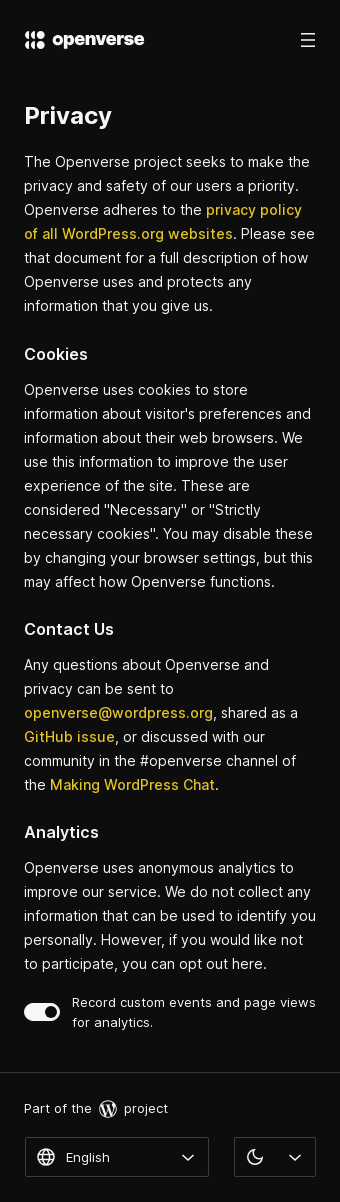 openverse
Privacy
The Openverse project seeks to make the
privacy and safety of our users a priority.
Openverse adheres to the privacy policy
of all WordPress.org websites. Please see
that document for a full description of how
Openverse uses and protects any
information that you give us.
Cookies
Openverse uses cookies to store
information about visitor's preferences and
information about their web browsers. We
use this information to improve the user
experience of the site. These are
considered "Necessary" or "Strictly
necessary cookies". You may disable these
by changing your browser settings, but this
may affect how Openverse functions.
Contact Us
Any questions about Openverse and
privacy can be sent to
openverse@wordpress.org, shared as a
GitHub issue, or discussed with our
community in the #openverse channel of
the Making WordPress Chat.
Analytics
Openverse uses anonymous analytics to
improve our service. We do not collect any
information that can be used to identify you
personally. However, if you would like not
to participate, you can opt out here.
Record custom events and page views
for analytics.
Part of the project
English